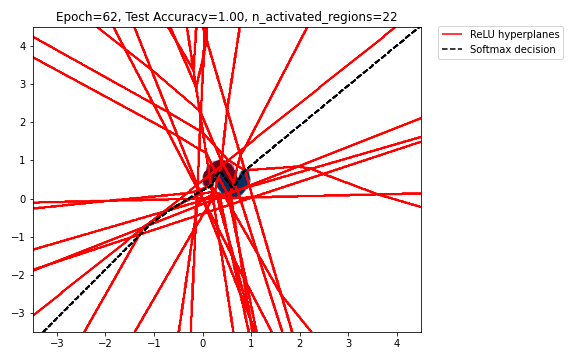 Epoch=62, Test Accuracy=1.00, n_activated_regions=22
ReLU hyperplanes
Softmax decision
4
3
2
1
0
−1
−2
−3
−3 −2 −1 0 1 2 3 4